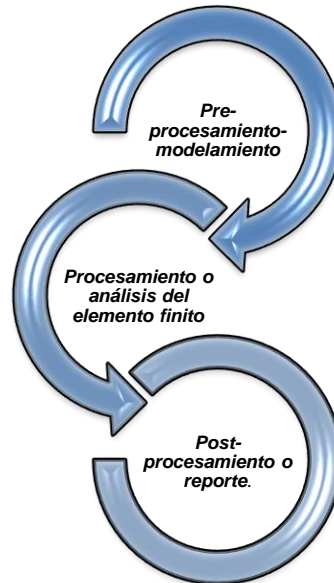 Pre-
procesamiento-
modelamiento
Procesamiento o
análisis del
elemento finito
Post-
procesamiento o
reporte.